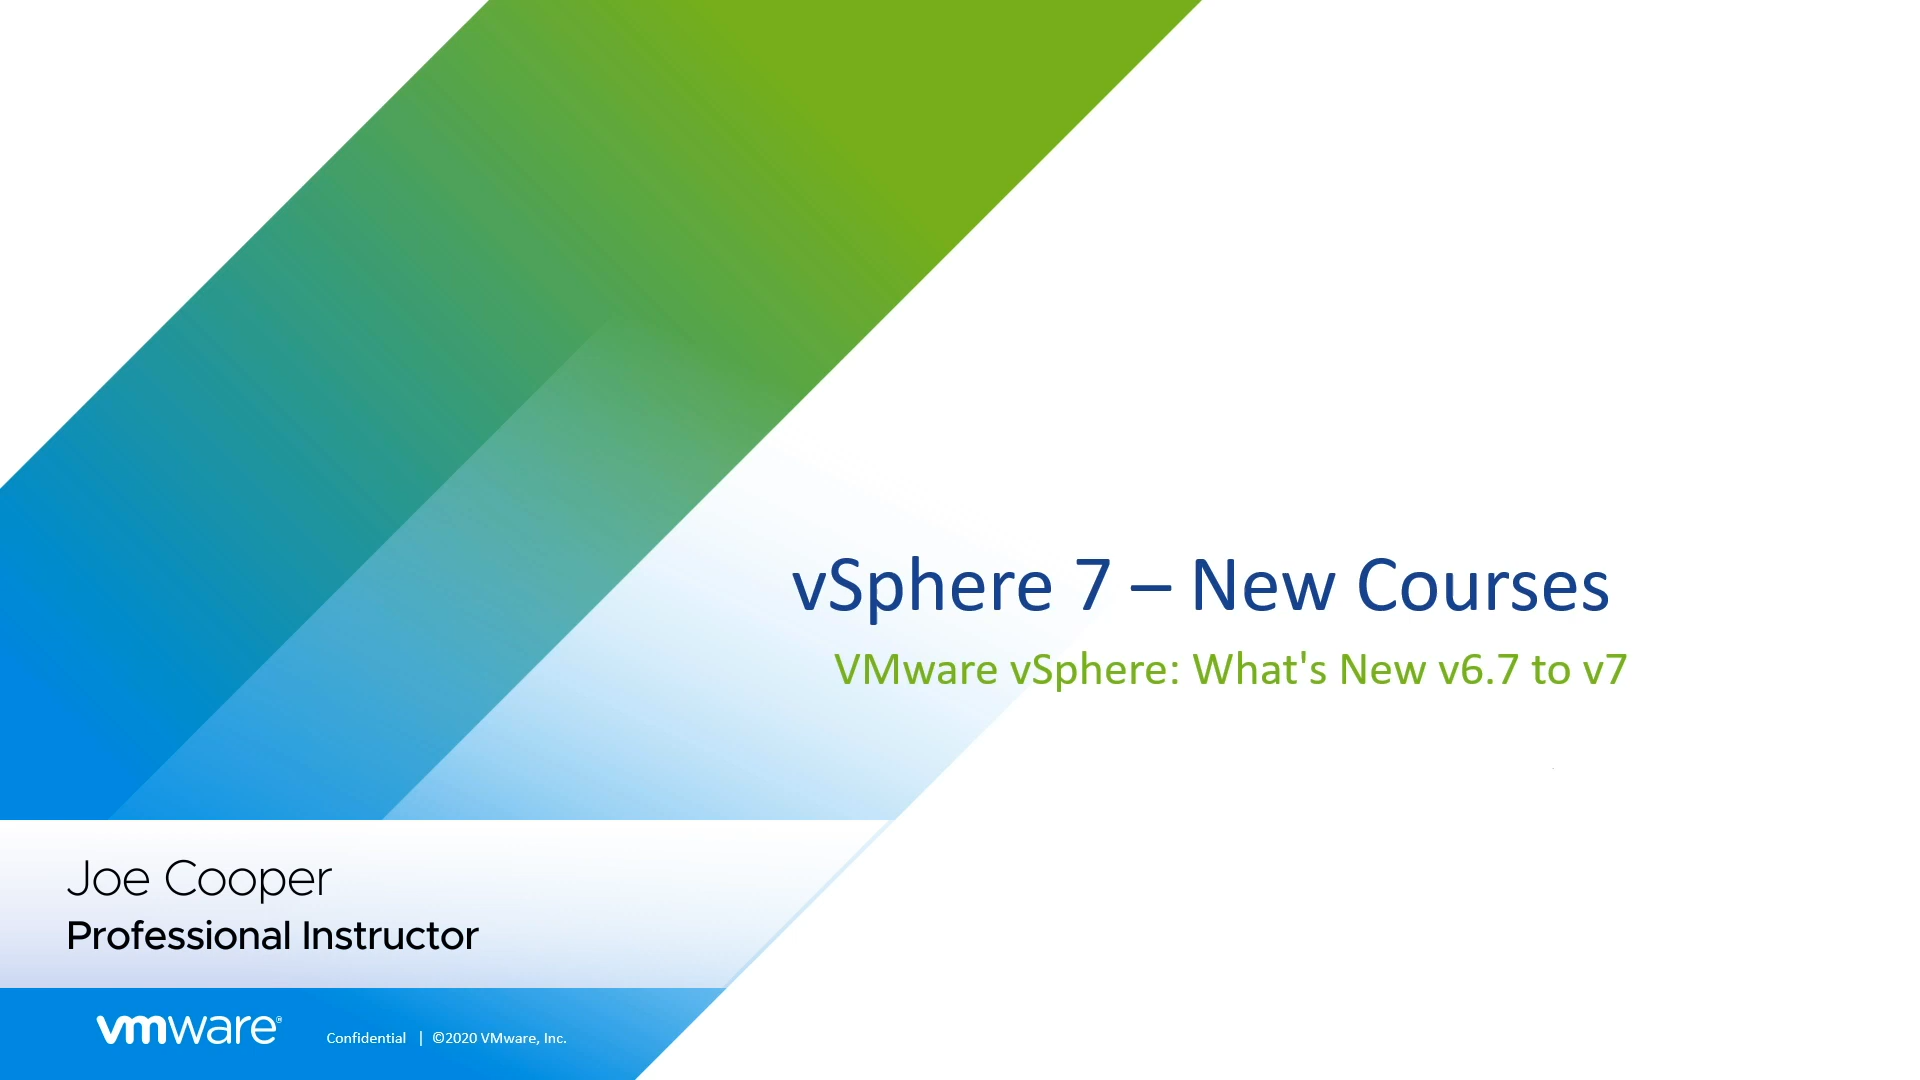 vSphere 7 – New Courses
VMware vSphere: What's New v6.7 to v7
Joe Cooper
Professional Instructor
vmware®
Confidential | ©2020 VMware, Inc.